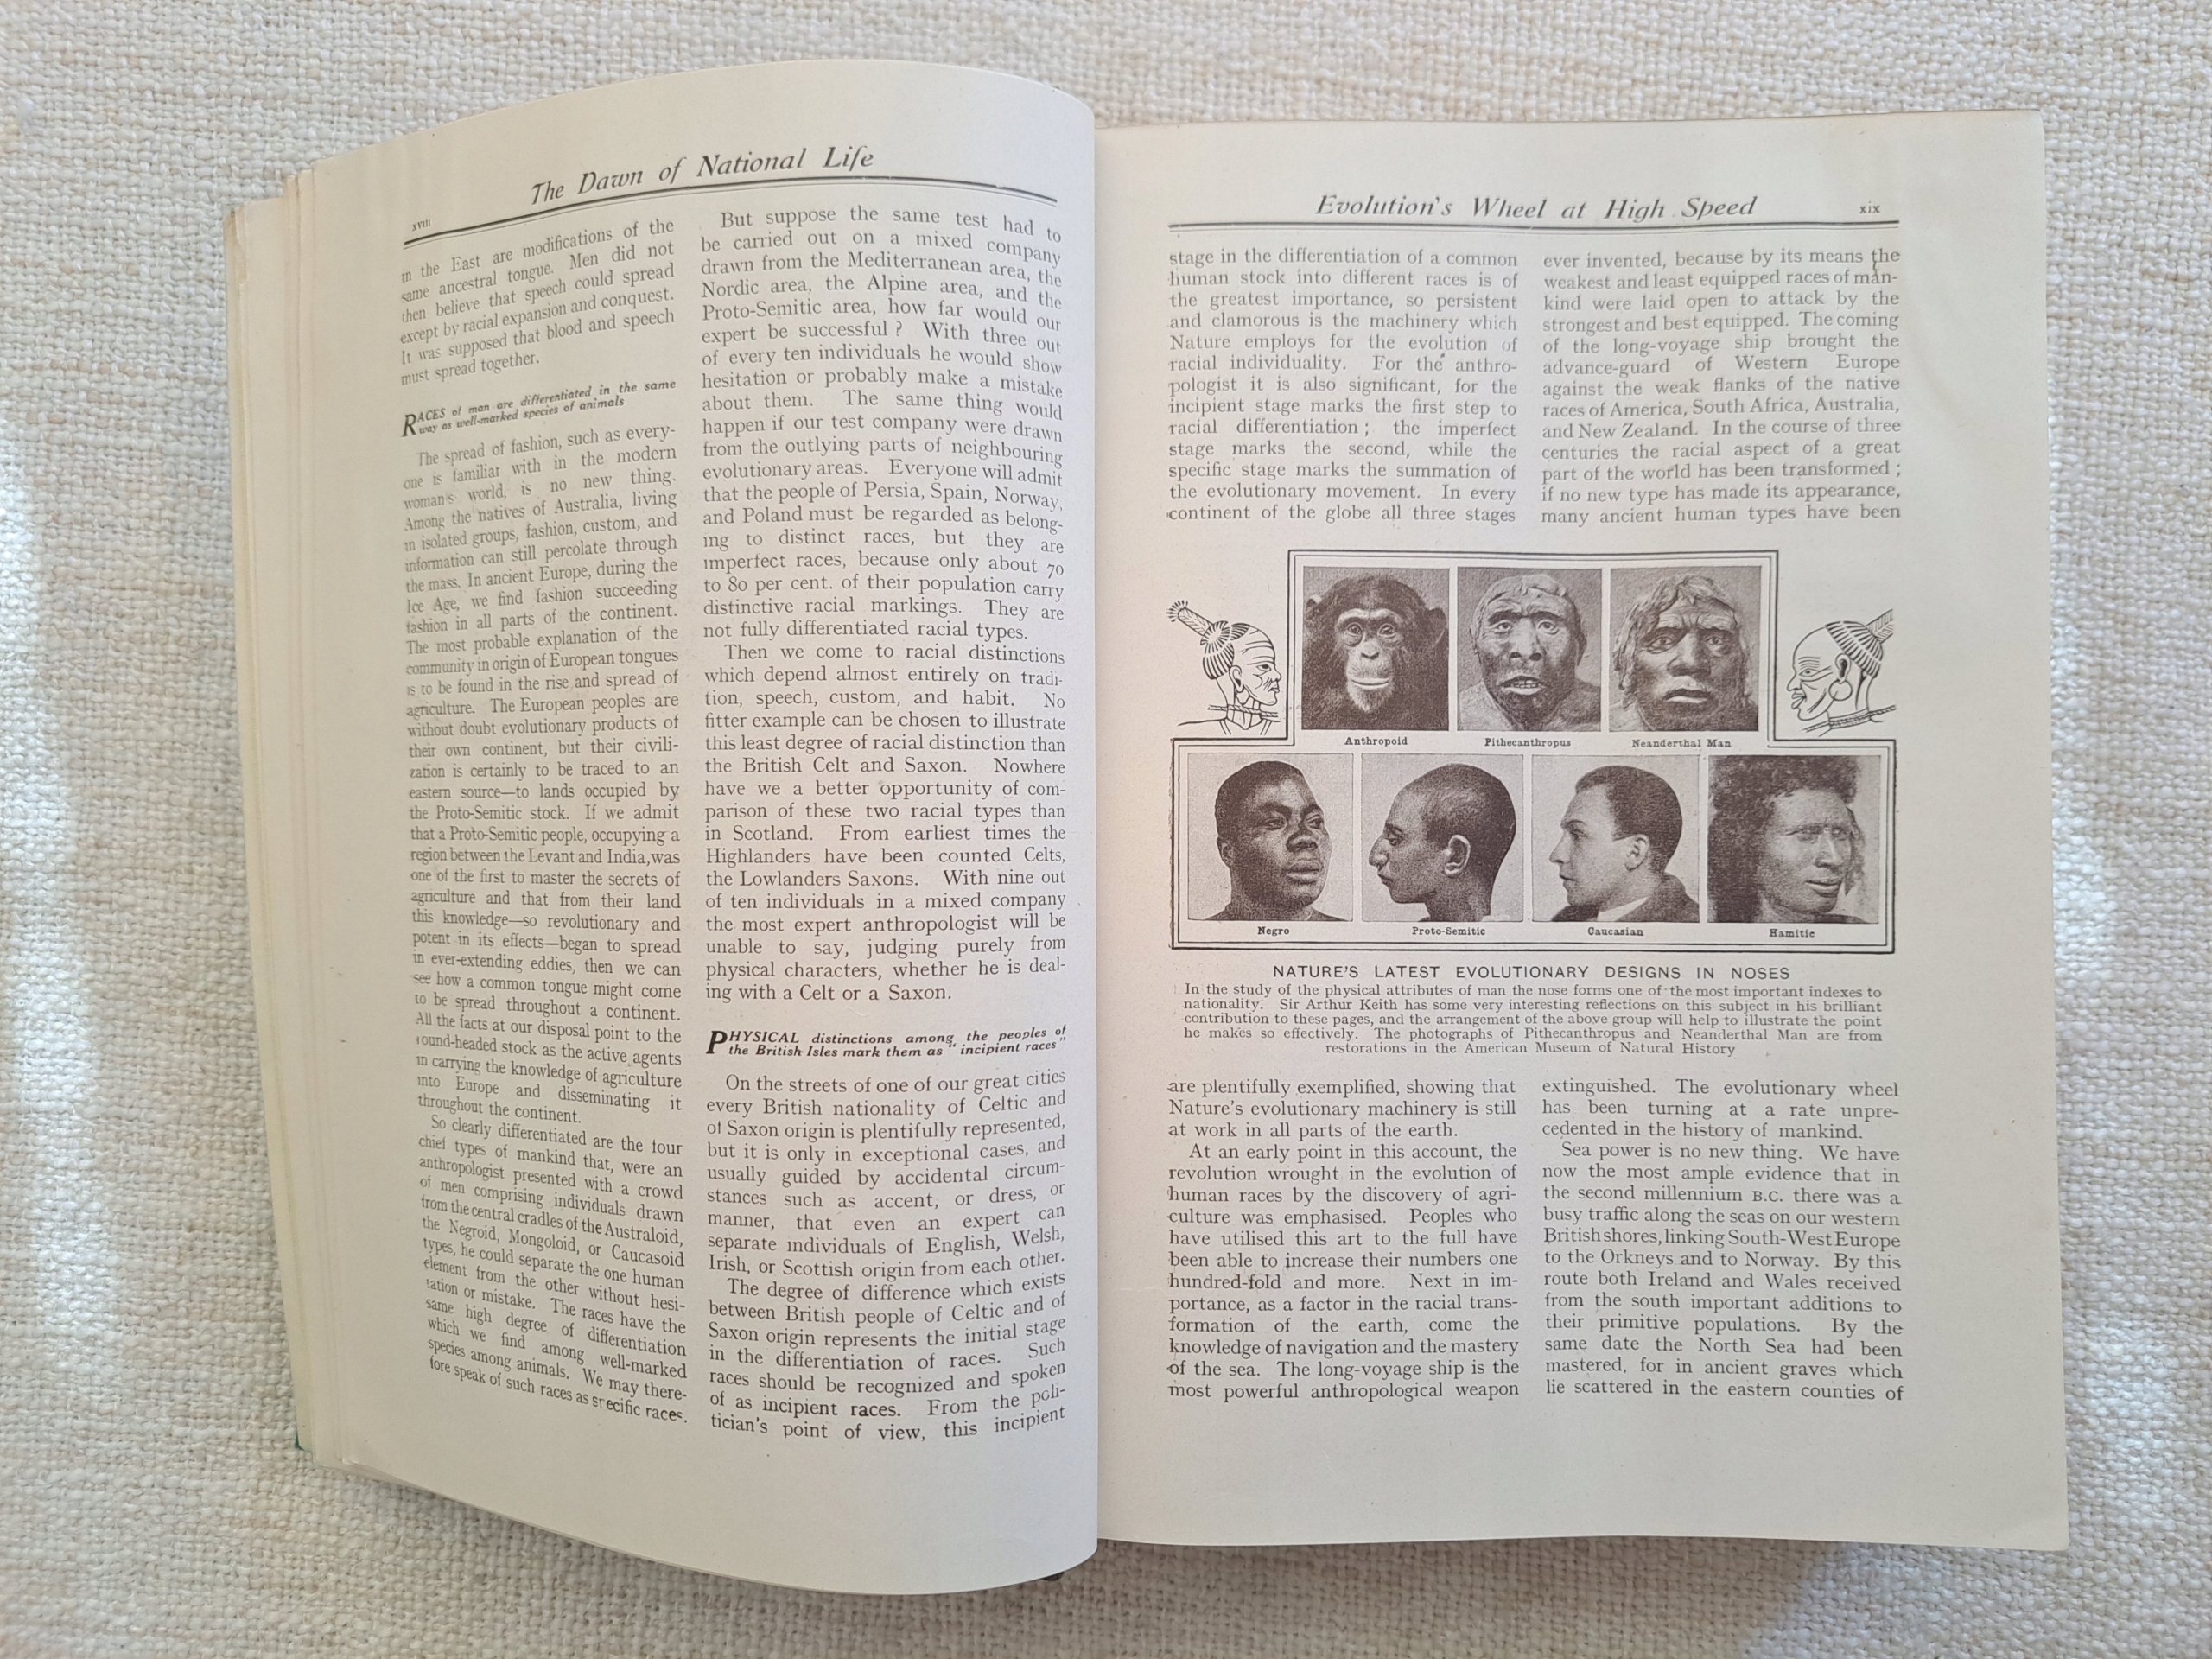 xviii
The Dawn of National Life
in the East are modifications of the
same ancestral tongue. Men did not
then believe that speech could spread
except by racial expansion and conquest.
It was supposed that blood and speech
must spread together.
RACES of man are differentiated in the same
way as well-marked species of animals
The spread of fashion, such as every-
one is familiar with in the modern
woman's world, is no new thing.
Among the natives of Australia, living
in isolated groups, fashion, custom, and
information can still percolate through
the mass. In ancient Europe, during the
Ice Age, we find fashion succeeding
fashion in all parts of the continent.
The most probable explanation of the
community in origin of European tongues
is to be found in the rise and spread of
agriculture. The European peoples are
without doubt evolutionary products of
their own continent, but their civili-
zation is certainly to be traced to an
eastern source—to lands occupied by
the Proto-Semitic stock. If we admit
that a Proto-Semitic people, occupying a
region between the Levant and India, was
one of the first to master the secrets of
agriculture and that from their land
this knowledge—so revolutionary and
potent in its effects—began to spread
in ever-extending eddies, then we can
see how a common tongue might come
to be spread throughout a continent.
All the facts at our disposal point to the
round-headed stock as the active agents
in carrying the knowledge of agriculture
into Europe and disseminating it
throughout the continent.
So clearly differentiated are the four
chief types of mankind that, were an
anthropologist presented with a crowd
of men comprising individuals drawn
from the central cradles of the Australoid,
the Negroid, Mongoloid, or Caucasoid
types, he could separate the one human
element from the other without hesi-
tation or mistake. The races have the
same high degree of differentiation
which we find among well-marked
species among animals. We may there-
fore speak of such races as specific races.
But suppose the same test had to
be carried out on a mixed company
drawn from the Mediterranean area, the
Nordic area, the Alpine area, and the
Proto-Semitic area, how far would our
expert be successful ? With three out
of every ten individuals he would show
hesitation or probably make a mistake
about them. The same thing would
happen if our test company were drawn
from the outlying parts of neighbouring
evolutionary areas. Everyone will admit
that the people of Persia, Spain, Norway,
and Poland must be regarded as belong-
ing to distinct races, but they are
imperfect races, because only about 70
to 80 per cent. of their population carry
distinctive racial markings. They are
not fully differentiated racial types.
Then we come to racial distinctions
which depend almost entirely on tradi-
tion, speech, custom, and habit. No
fitter example can be chosen to illustrate
this least degree of racial distinction than
the British Celt and Saxon. Nowhere
have we a better opportunity of com-
parison of these two racial types than
in Scotland. From earliest times the
Highlanders have been counted Celts,
the Lowlanders Saxons. With nine out
of ten individuals in a mixed company
the most expert anthropologist will be
unable to say, judging purely from
physical characters, whether he is deal-
ing with a Celt or a Saxon.
PHYSICAL distinctions among the peoples of
the British Isles mark them as "incipient races"
On the streets of one of our great cities
every British nationality of Celtic and
of Saxon origin is plentifully represented,
but it is only in exceptional cases, and
usually guided by accidental circum-
stances such as accent, or dress, or
manner, that even an expert can
separate individuals of English, Welsh,
Irish, or Scottish origin from each other.
The degree of difference which exists
between British people of Celtic and of
Saxon origin represents the initial stage
in the differentiation of races. Such
races should be recognized and spoken
of as incipient races. From the poli-
tician's point of view, this incipient
Evolution's Wheel at High Speed
xix
stage in the differentiation of a common
human stock into different races is of
the greatest importance, so persistent
and clamorous is the machinery which
Nature employs for the evolution of
racial individuality. For the anthro-
pologist it is also significant, for the
incipient stage marks the first step to
racial differentiation ; the imperfect
stage marks the second, while the
specific stage marks the summation of
the evolutionary movement. In every
continent of the globe all three stages
ever invented, because by its means the
weakest and least equipped races of man-
kind were laid open to attack by the
strongest and best equipped. The coming
of the long-voyage ship brought the
advance-guard of Western Europe
against the weak flanks of the native
races of America, South Africa, Australia,
and New Zealand. In the course of three
centuries the racial aspect of a great
part of the world has been transformed ;
if no new type has made its appearance,
many ancient human types have been
Anthropoid
Pithecanthropus
Neanderthal Man
Negro
Proto-Semitic
Caucasian
Hamitic
NATURE'S LATEST EVOLUTIONARY DESIGNS IN NOSES
In the study of the physical attributes of man the nose forms one of the most important indexes to
nationality. Sir Arthur Keith has some very interesting reflections on this subject in his brilliant
contribution to these pages, and the arrangement of the above group will help to illustrate the point
he makes so effectively. The photographs of Pithecanthropus and Neanderthal Man are from
restorations in the American Museum of Natural History
are plentifully exemplified, showing that
Nature's evolutionary machinery is still
at work in all parts of the earth.
At an early point in this account, the
revolution wrought in the evolution of
human races by the discovery of agri-
culture was emphasised. Peoples who
have utilised this art to the full have
been able to increase their numbers one
hundred-fold and more. Next in im-
portance, as a factor in the racial trans-
formation of the earth, come the
knowledge of navigation and the mastery
of the sea. The long-voyage ship is the
most powerful anthropological weapon
extinguished. The evolutionary wheel
has been turning at a rate unpre-
cedented in the history of mankind.
Sea power is no new thing. We have
now the most ample evidence that in
the second millennium B.C. there was a
busy traffic along the seas on our western
British shores, linking South-West Europe
to the Orkneys and to Norway. By this
route both Ireland and Wales received
from the south important additions to
their primitive populations. By the
same date the North Sea had been
mastered, for in ancient graves which
lie scattered in the eastern counties of